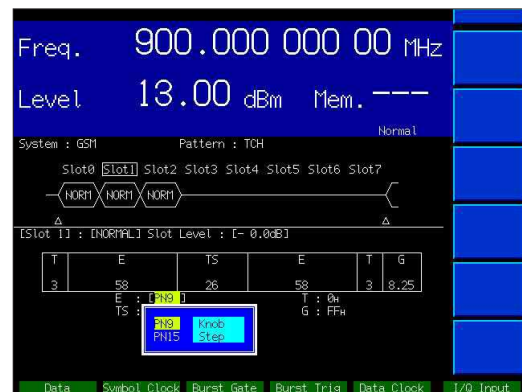 Freq. 900.000 000 00 MHz
Level 13.00 dBm Mem. ---
Normal
System : GSM Pattern : TCH
Slot0 Slot1 Slot2 Slot3 Slot4 Slot5 Slot6 Slot7
NORM NORM NORM
[Slot 1] : [NORMAL] Slot Level : [- 0.0dB]
T E TS E T G
3 58 26 58 3 8.25
E : [PN9 ] T : 0H
TS : G : FFH
PN9 Knob
PN15 Step
Data Symbol Clock Burst Gate Burst Trig Data Clock I/Q Input